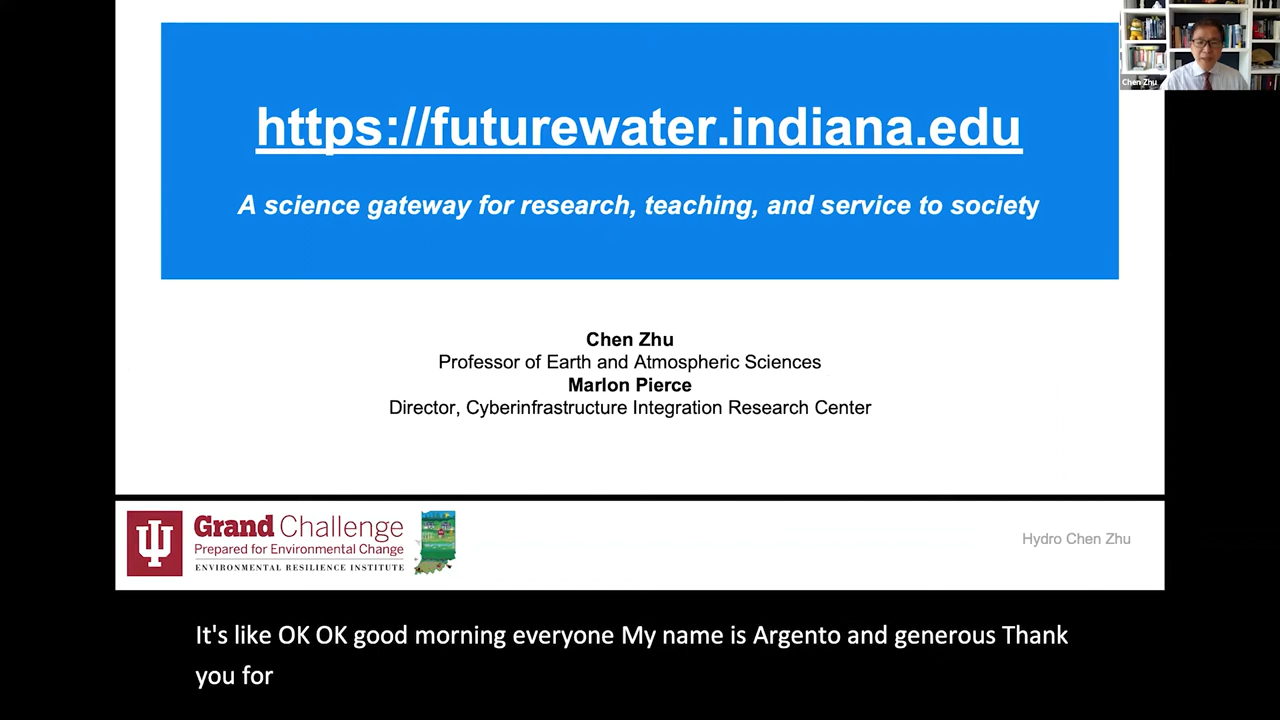 https://futurewater.indiana.edu
A science gateway for research, teaching, and service to society
Chen Zhu
Chen Zhu
Professor of Earth and Atmospheric Sciences
Marlon Pierce
Director, Cyberinfrastructure Integration Research Center
Grand Challenge
Prepared for Environmental Change
ENVIRONMENTAL RESILIENCE INSTITUTE
Hydro Chen Zhu
It's like OK OK good morning everyone My name is Argento and generous Thank
you for